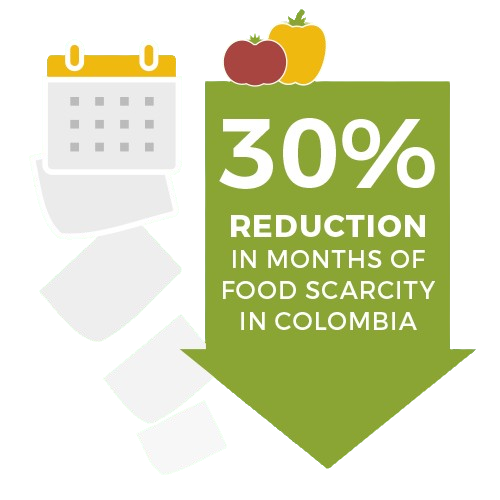 30%
REDUCTION
IN MONTHS OF
FOOD SCARCITY
IN COLOMBIA